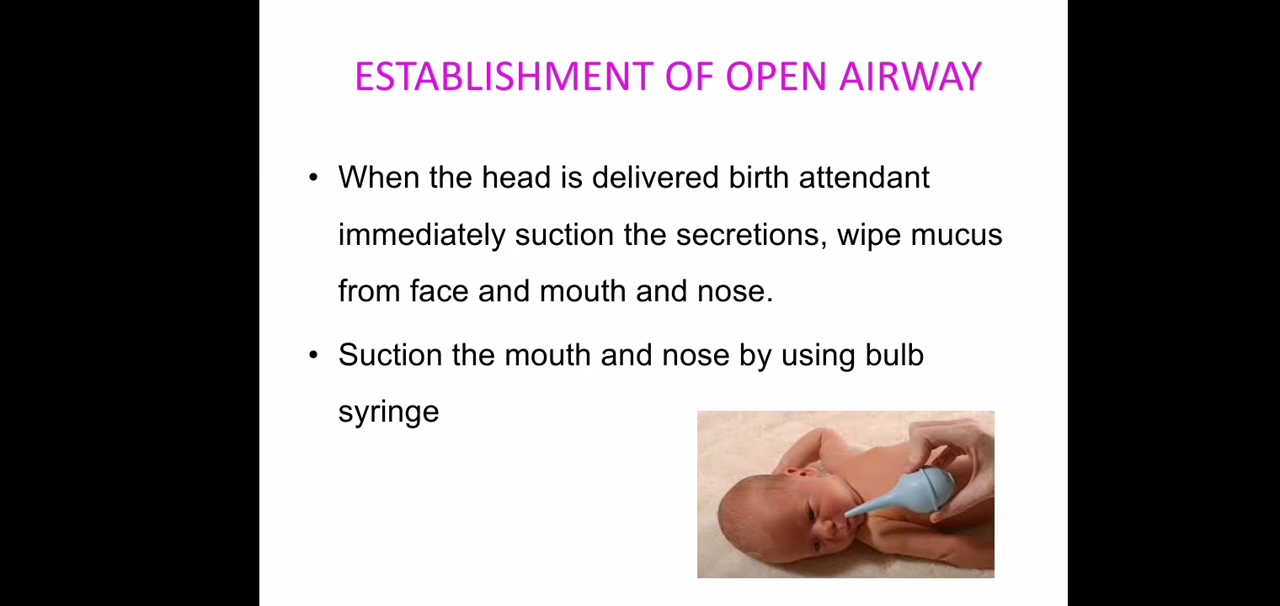 ESTABLISHMENT OF OPEN AIRWAY
• When the head is delivered birth attendant
immediately suction the secretions, wipe mucus
from face and mouth and nose.
• Suction the mouth and nose by using bulb
syringe